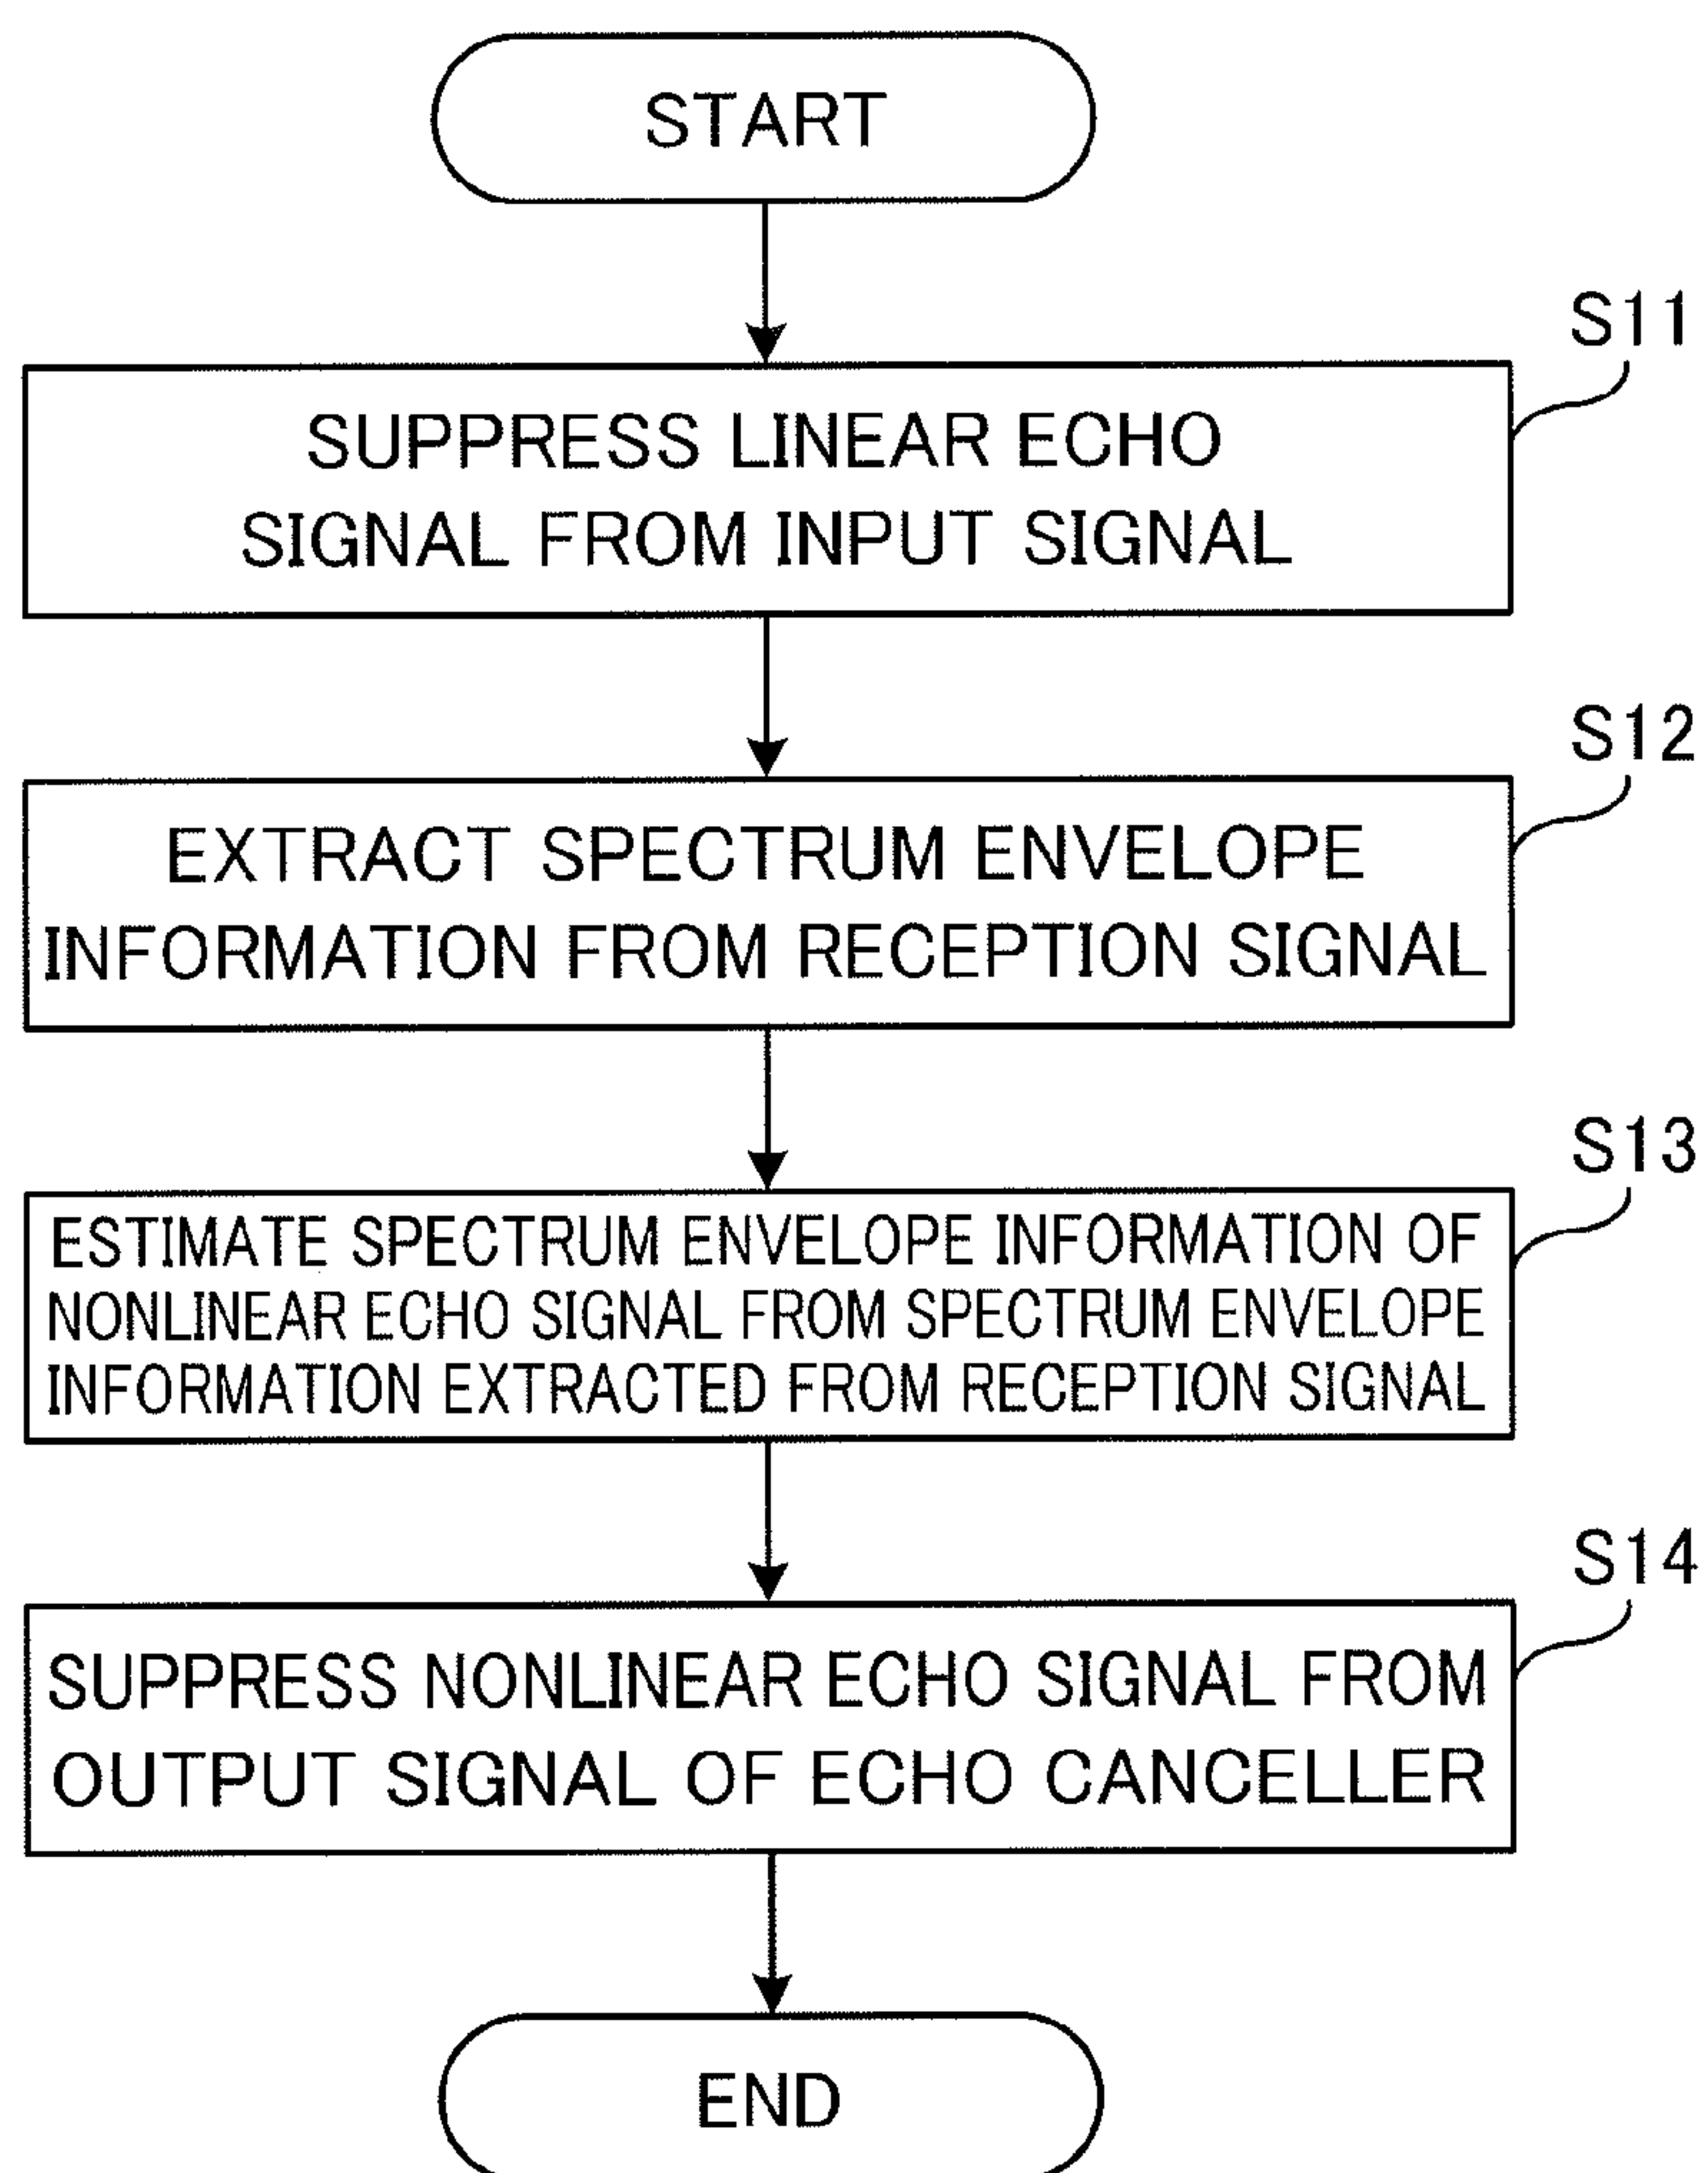 START
S11
SUPPRESS LINEAR ECHO
SIGNAL FROM INPUT SIGNAL
S12
EXTRACT SPECTRUM ENVELOPE
INFORMATION FROM RECEPTION SIGNAL
S13
ESTIMATE SPECTRUM ENVELOPE INFORMATION OF
NONLINEAR ECHO SIGNAL FROM SPECTRUM ENVELOPE
INFORMATION EXTRACTED FROM RECEPTION SIGNAL
S14
SUPPRESS NONLINEAR ECHO SIGNAL FROM
OUTPUT SIGNAL OF ECHO CANCELLER
END